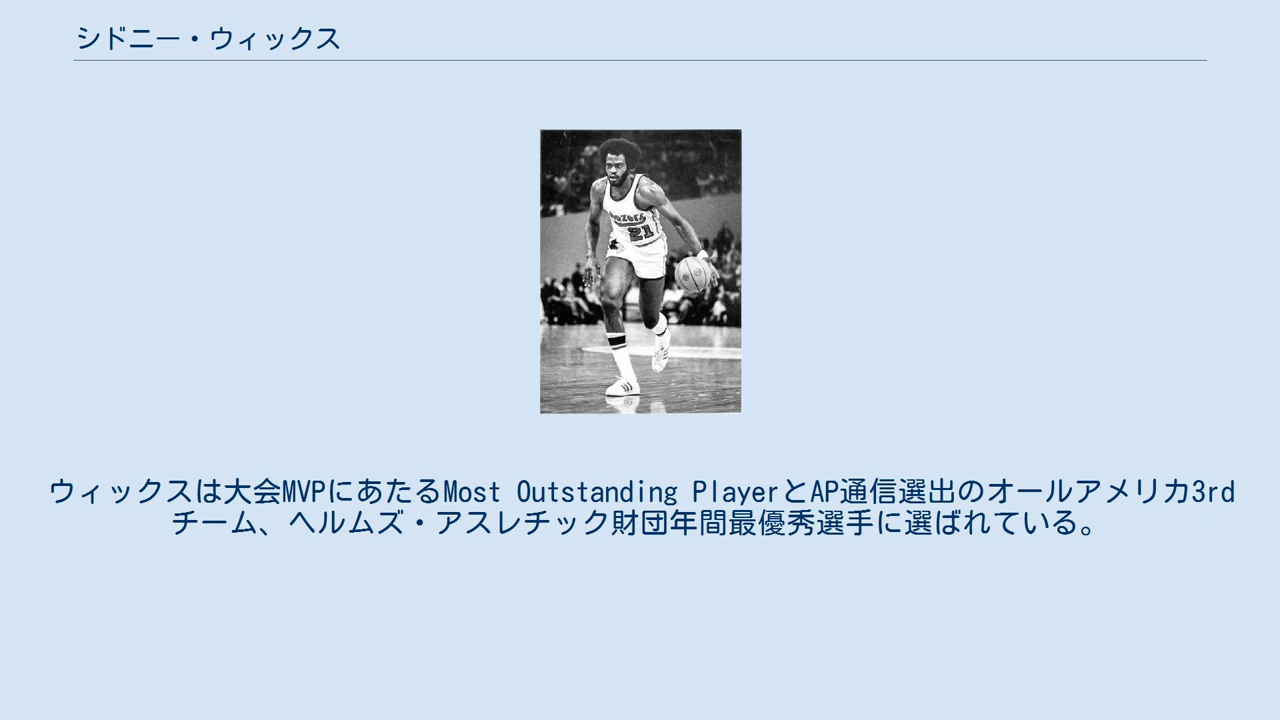 シドニー・ウィックス
Blazers
21
ウィックスは大会MVPにあたるMost Outstanding PlayerとAP通信選出のオールアメリカ3rd
チーム、ヘルムズ・アスレチック財団年間最優秀選手に選ばれている。